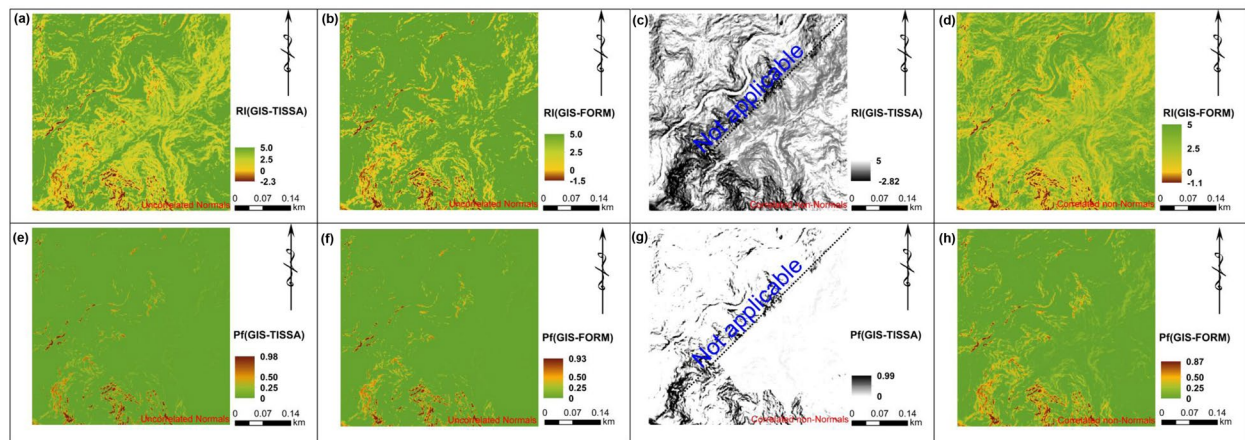 (a)
RI(GIS-TISSA)
5.0
2.5
0
-2.3
0 0.07 0.14
km
Uncorrelated Normals
(b)
RI(GIS-FORM)
5.0
2.5
0
-1.5
0 0.07 0.14
km
Uncorrelated Normals
(c)
Not applicable
RI(GIS-TISSA)
5
-2.82
0 0.07 0.14
km
Correlated non-Normals
(d)
RI(GIS-FORM)
5
2.5
0
-1.1
0 0.07 0.14
km
Correlated non-Normals
(e)
Pf(GIS-TISSA)
0.98
0.50
0.25
0
0 0.07 0.14
km
Uncorrelated Normals
(f)
Pf(GIS-FORM)
0.93
0.50
0.25
0
0 0.07 0.14
km
Uncorrelated Normals
(g)
Not applicable
Pf(GIS-TISSA)
0.99
0
0 0.07 0.14
km
Correlated non-Normals
(h)
Pf(GIS-FORM)
0.87
0.50
0.25
0
0 0.07 0.14
km
Correlated non-Normals